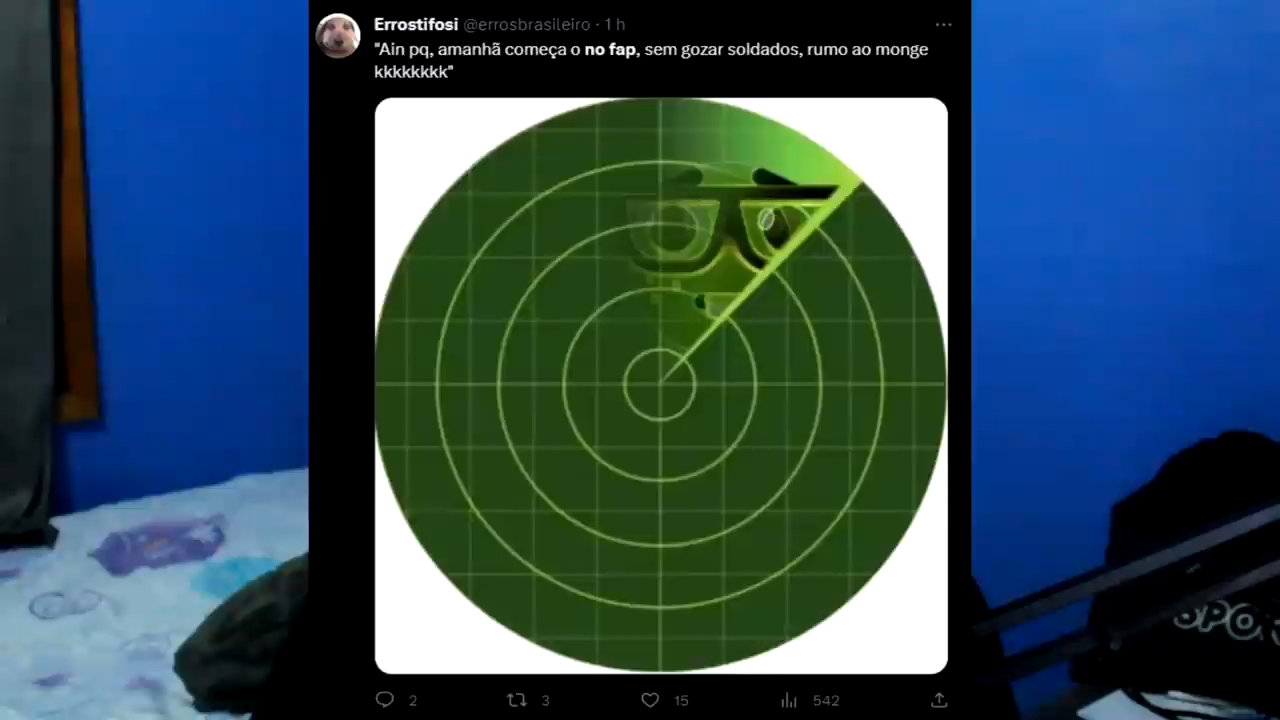 Errostifosi @errosbrasileiro · 1 h
"Ain pq, amanhã começa o no fap, sem gozar soldados, rumo ao monge
kkkkkkkk"
2 3 15 542
SPO